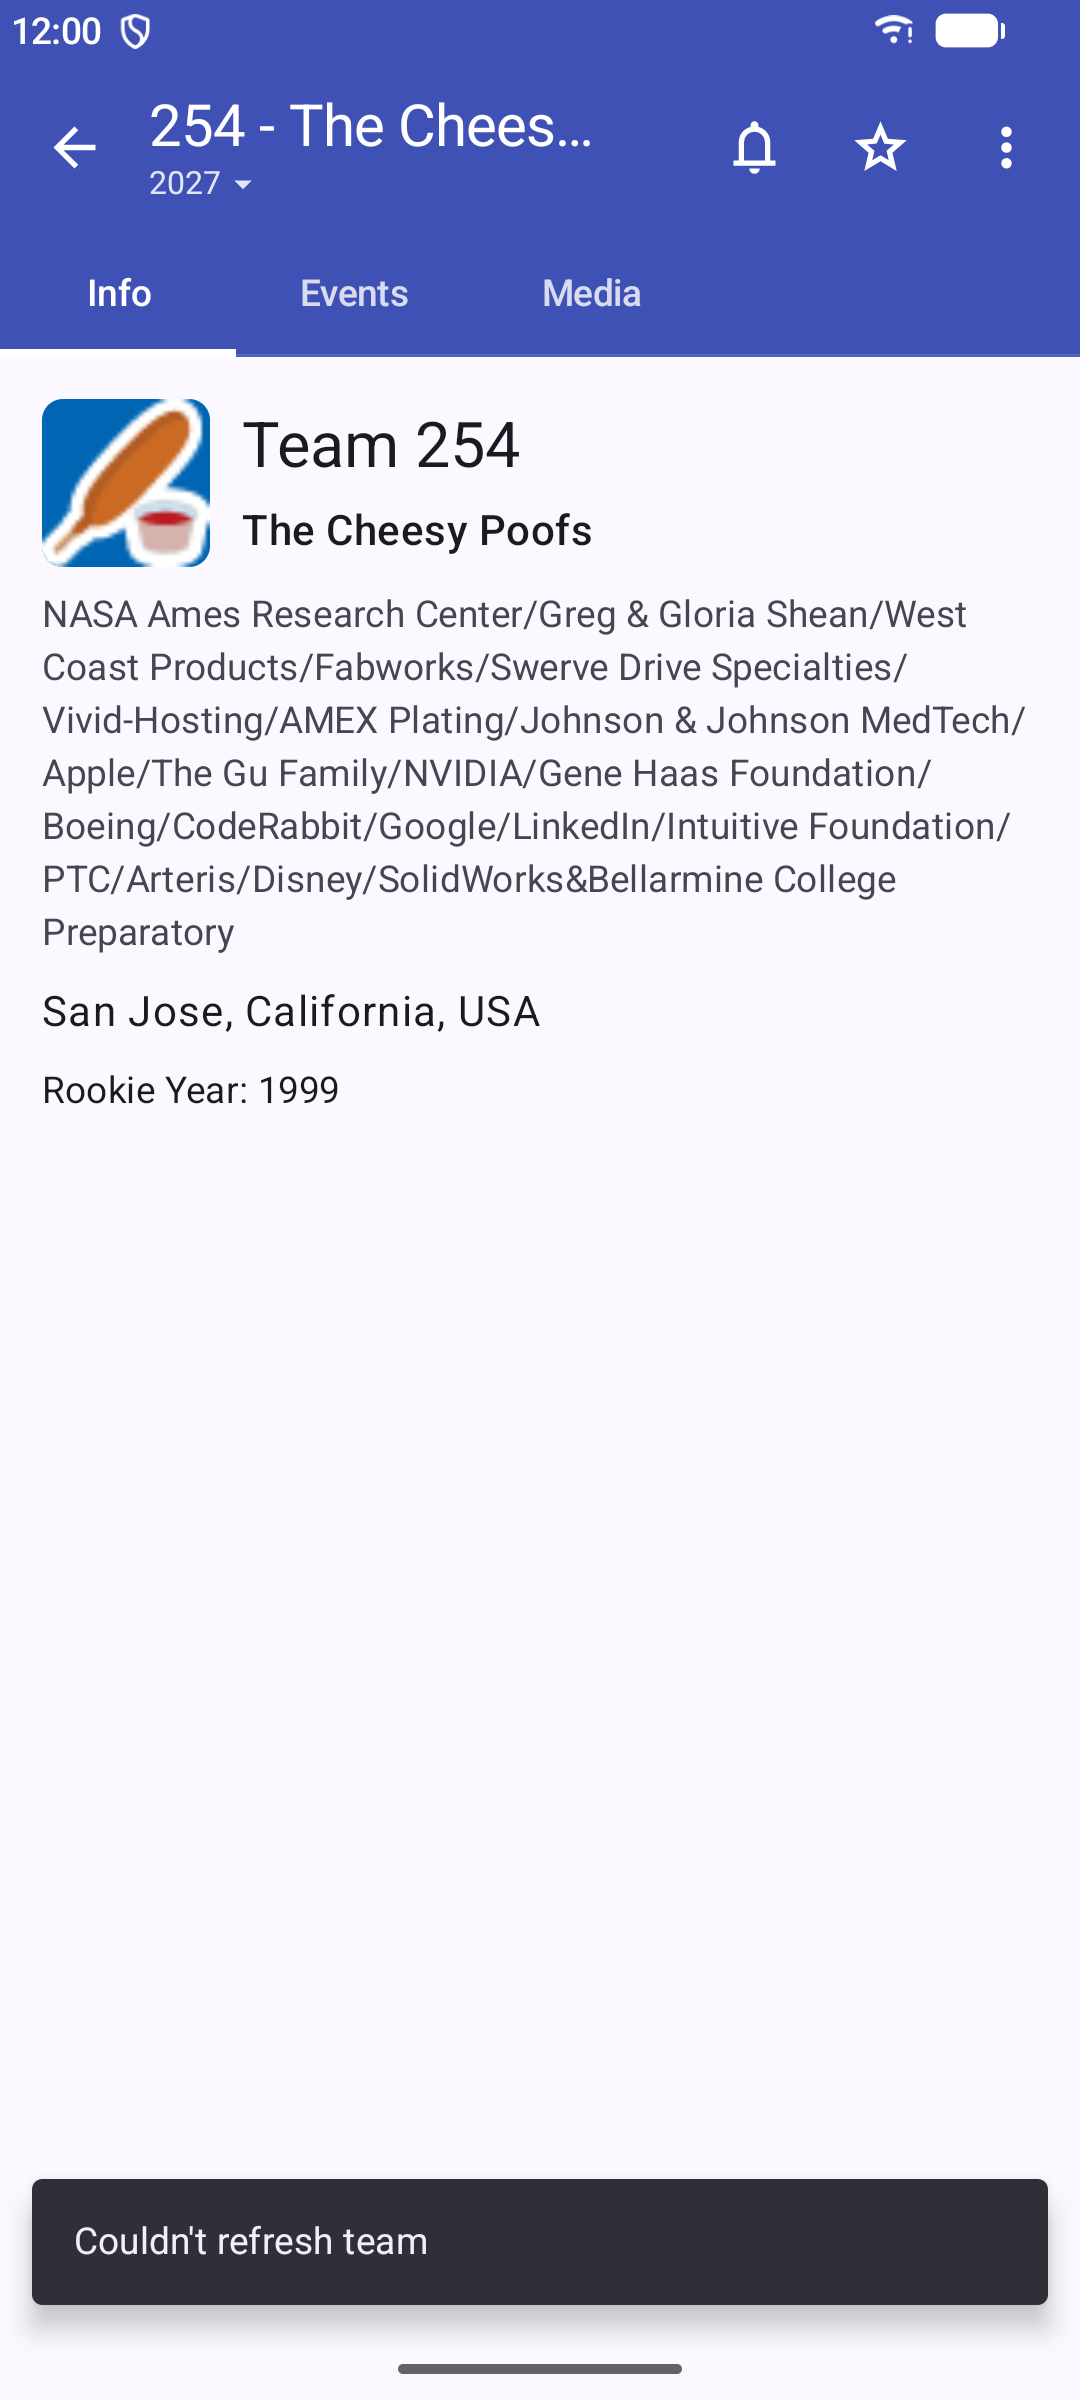 12:00
254 - The Chees...
2027
Info
Events
Media
Team 254
The Cheesy Poofs
NASA Ames Research Center/Greg & Gloria Shean/West
Coast Products/Fabworks/Swerve Drive Specialties/
Vivid-Hosting/AMEX Plating/Johnson & Johnson MedTech/
Apple/The Gu Family/NVIDIA/Gene Haas Foundation/
Boeing/CodeRabbit/Google/LinkedIn/Intuitive Foundation/
PTC/Arteris/Disney/SolidWorks&Bellarmine College
Preparatory
San Jose, California, USA
Rookie Year: 1999
Couldn't refresh team